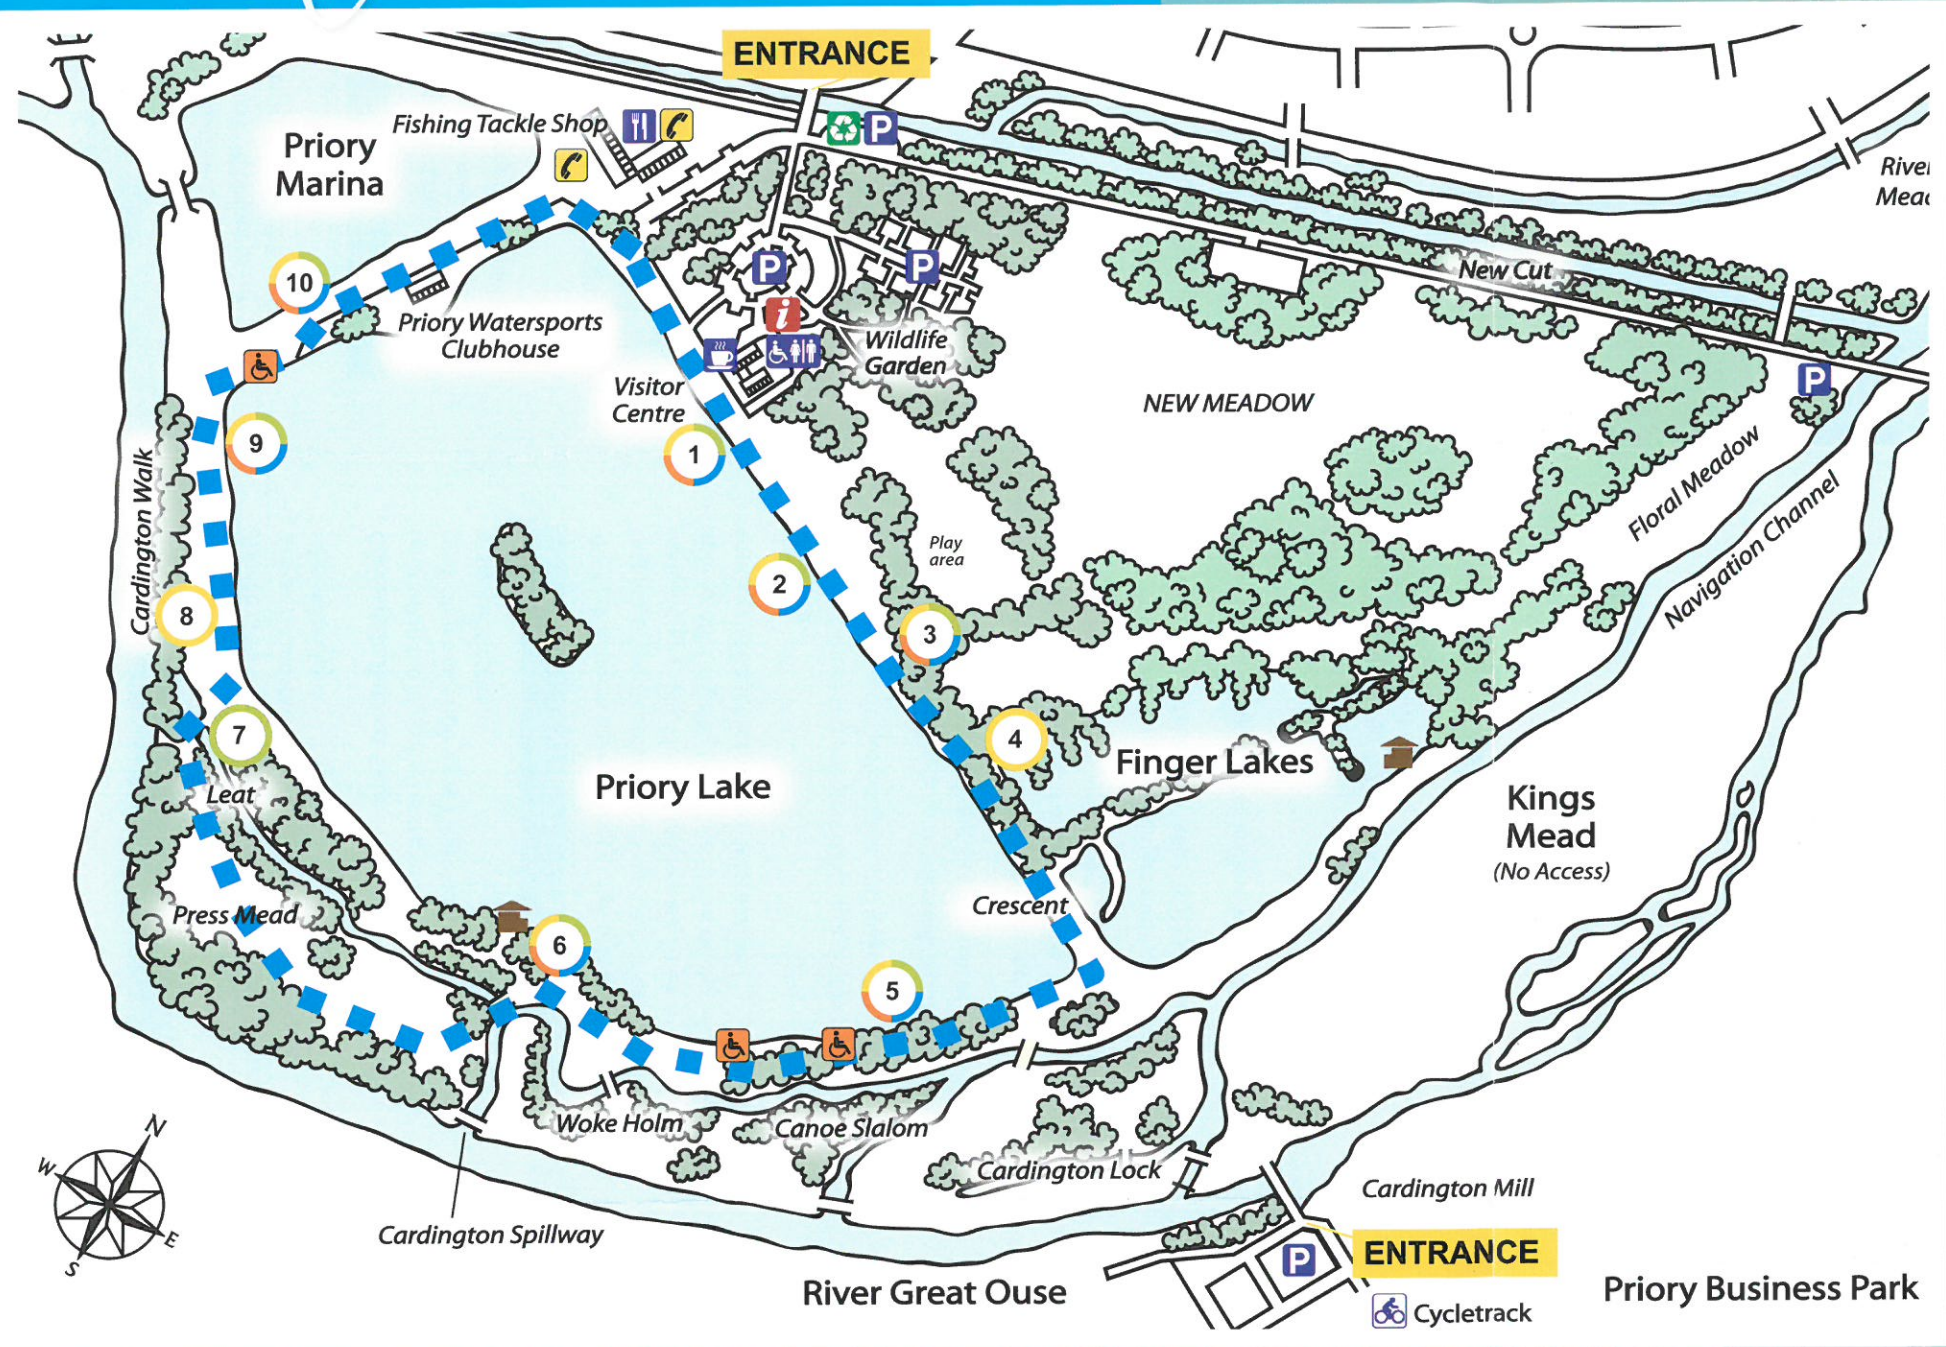 ENTRANCE
Fishing Tackle Shop
P
Priory
Marina
River
New Cut
P
P
10
i
Priory Watersports
Clubhouse
Wildlife
Garden
Visitor
Centre
NEW MEADOW
P
9
1
Cardington Walk
Floral Meadow
Navigation Channel
Play
area
2
8
3
7
4
Finger Lakes
Leat
Priory Lake
Kings
Mead
(No Access)
Crescent
Press Mead
6
5
Woke Holm
Canoe Slalom
Cardington Lock
Cardington Mill
N
W
E
S
Cardington Spillway
ENTRANCE
P
River Great Ouse
Priory Business Park
Cycletrack